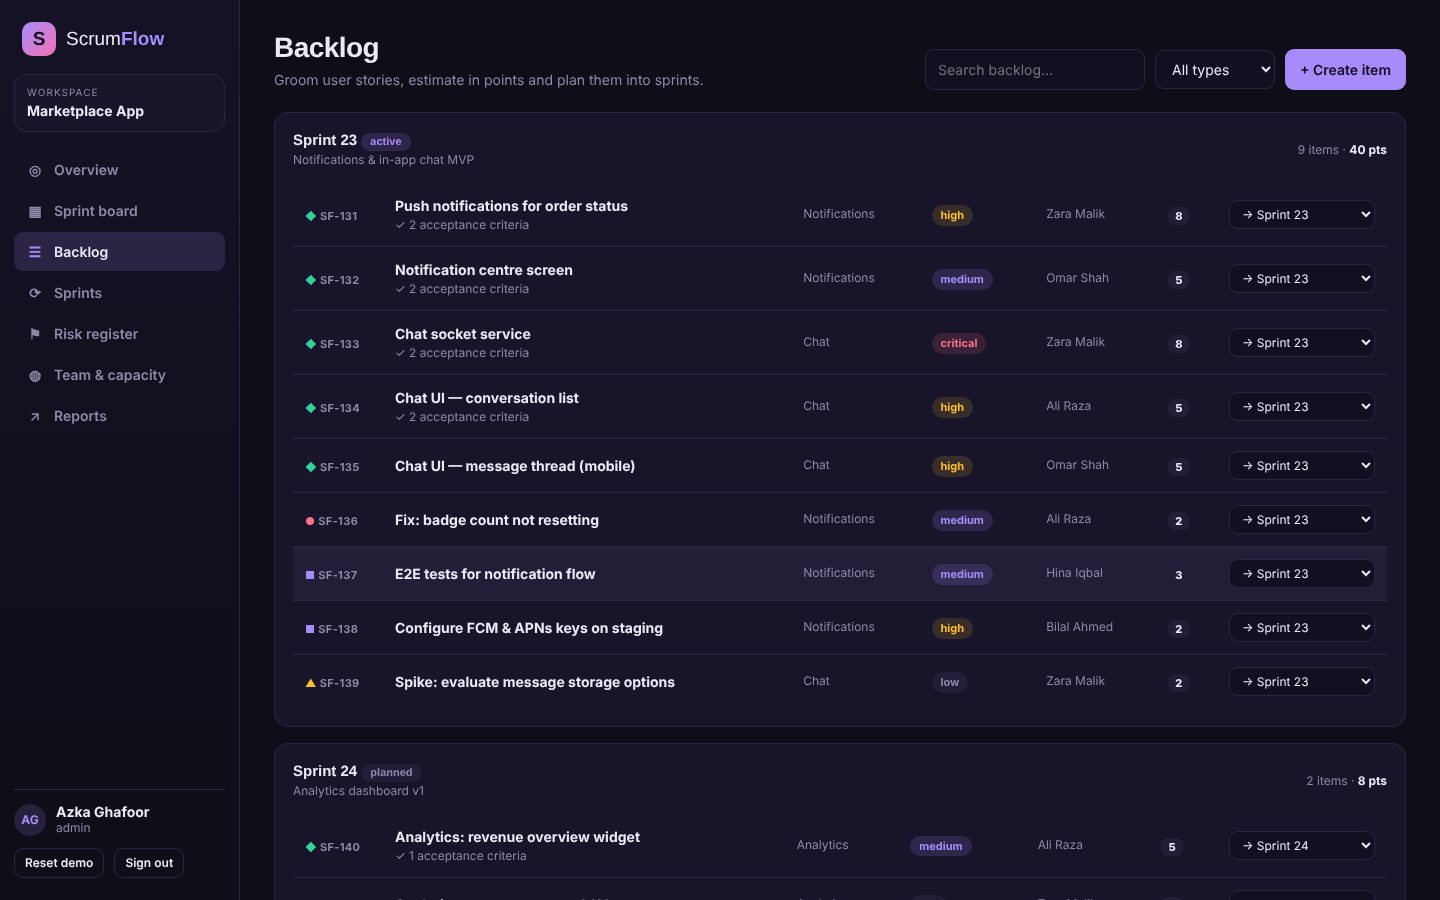 S ScrumFlow
WORKSPACE
Marketplace App
Overview
Sprint board
Backlog
Sprints
Risk register
Team & capacity
Reports
AG Azka Ghafoor
admin
Reset demo Sign out
Backlog
Groom user stories, estimate in points and plan them into sprints.
Search backlog... All types + Create item
Sprint 23 active
Notifications & in-app chat MVP
9 items · 40 pts
SF-131 Push notifications for order status Notifications high Zara Malik 8 → Sprint 23
✓ 2 acceptance criteria
SF-132 Notification centre screen Notifications medium Omar Shah 5 → Sprint 23
✓ 2 acceptance criteria
SF-133 Chat socket service Chat critical Zara Malik 8 → Sprint 23
✓ 2 acceptance criteria
SF-134 Chat UI — conversation list Chat high Ali Raza 5 → Sprint 23
✓ 2 acceptance criteria
SF-135 Chat UI — message thread (mobile) Chat high Omar Shah 5 → Sprint 23
SF-136 Fix: badge count not resetting Notifications medium Ali Raza 2 → Sprint 23
SF-137 E2E tests for notification flow Notifications medium Hina Iqbal 3 → Sprint 23
SF-138 Configure FCM & APNs keys on staging Notifications high Bilal Ahmed 2 → Sprint 23
SF-139 Spike: evaluate message storage options Chat low Zara Malik 2 → Sprint 23
Sprint 24 planned
Analytics dashboard v1
2 items · 8 pts
SF-140 Analytics: revenue overview widget Analytics medium Ali Raza 5 → Sprint 24
✓ 1 acceptance criteria